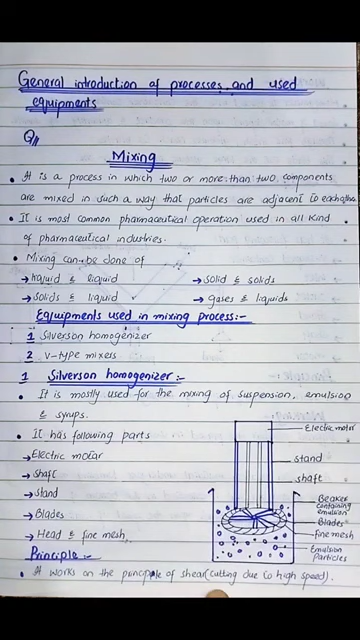 General introduction of processes and used
equipments
Q//
Mixing
• It is a process in which two or more than two components
are mixed in such a way that particles are adjacent to each other.
• It is most common pharmaceutical operation used in all kind
of pharmaceutical industries.
• Mixing can be done of
→ liquid & liquid → Solid & solids
→ Solids & liquid → gases & liquids
Equipments used in mixing process:-
1 Silverson homogenizer
2 V-type mixers
1 Silverson homogenizer:-
• It is mostly used for the mixing of suspension, emulsion
& syrups.
• It has following parts
→ Electric motar
→ Shaft
→ Stand
→ Blades
→ Head & fine mesh.
Electric motor
stand
shaft
Beaker
containing
emulsion
Blades
fine mesh
Emulsion
Particles
Principle:-
• It works on the principle of shear (cutting due to high speed).